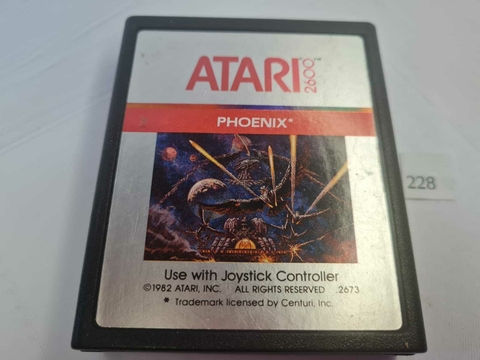 ATARI 2600
PHOENIX*
228
Use with Joystick Controller
©1982 ATARI, INC. ALL RIGHTS RESERVED .2673
* Trademark licensed by Centuri, Inc.